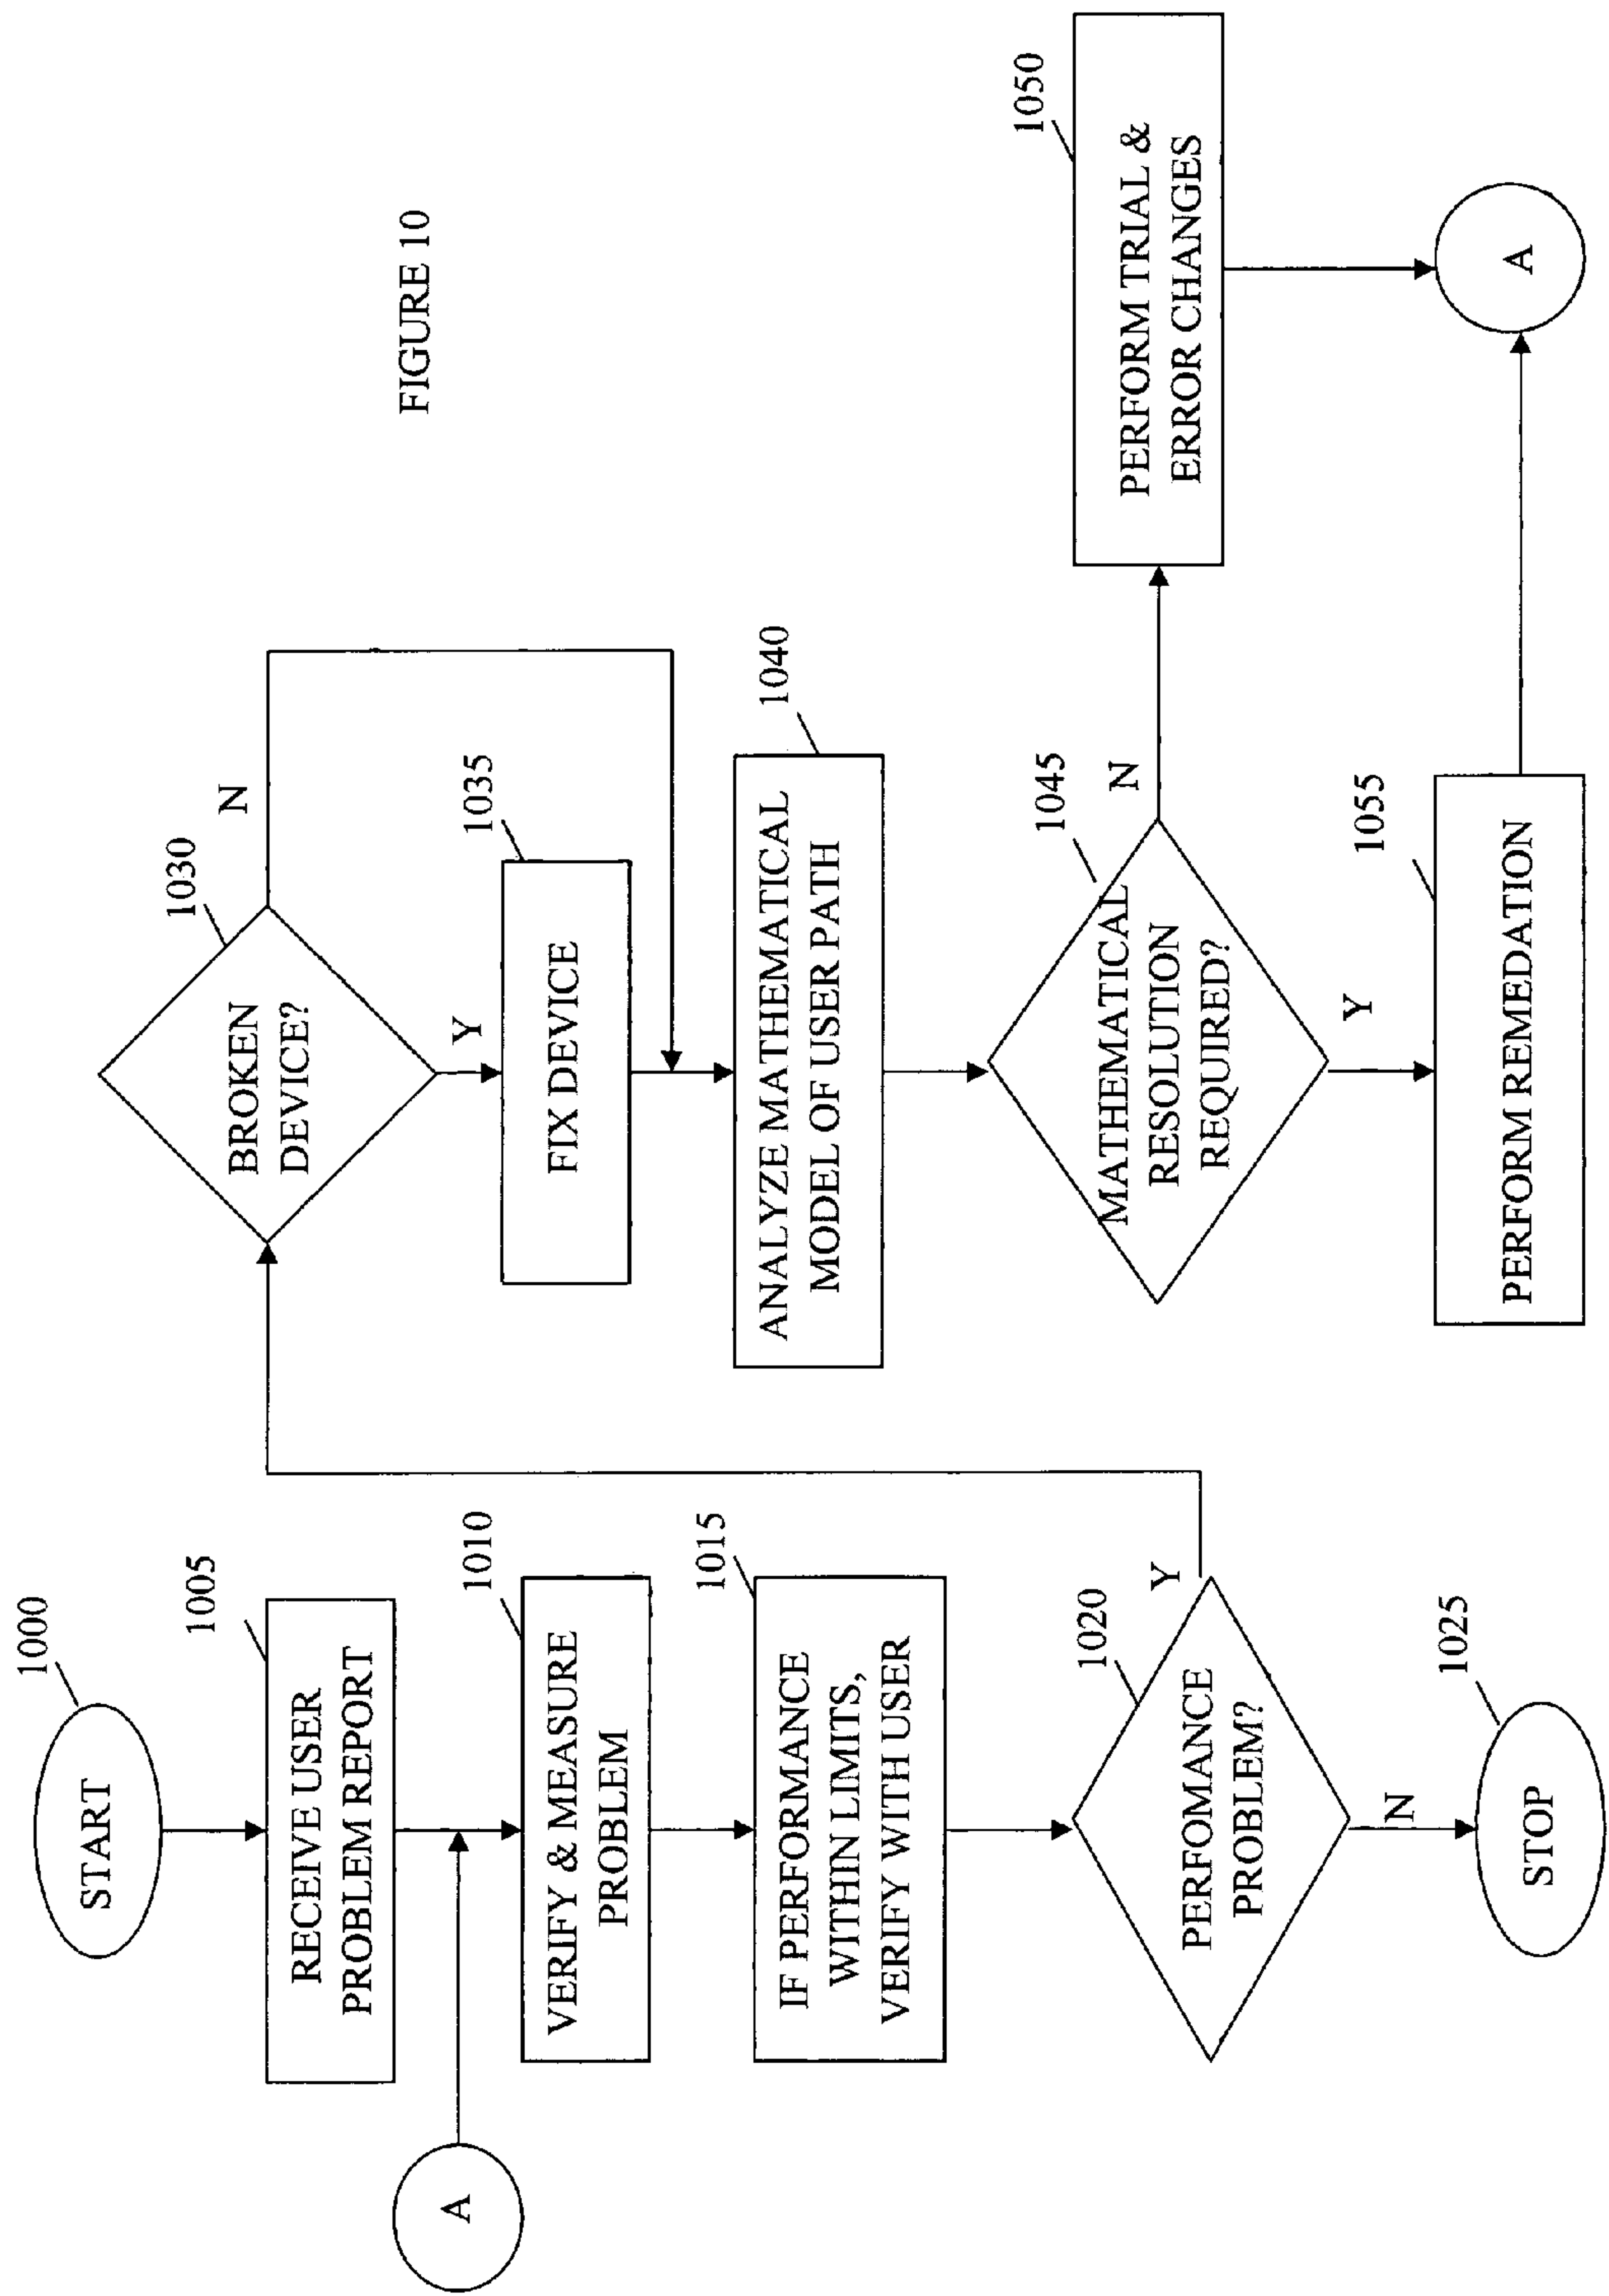 FIGURE 10
1000
START
1005
RECEIVE USER
PROBLEM REPORT
A
1010
VERIFY & MEASURE
PROBLEM
1015
IF PERFORMANCE
WITHIN LIMITS,
VERIFY WITH USER
1020
PERFOMANCE
PROBLEM?
Y
N
1025
STOP
1030
BROKEN
DEVICE?
N
Y
1035
FIX DEVICE
1040
ANALYZE MATHEMATICAL
MODEL OF USER PATH
1045
MATHEMATICAL
RESOLUTION
REQUIRED?
N
Y
1050
PERFORM TRIAL &
ERROR CHANGES
1055
PERFORM REMEDATION
A